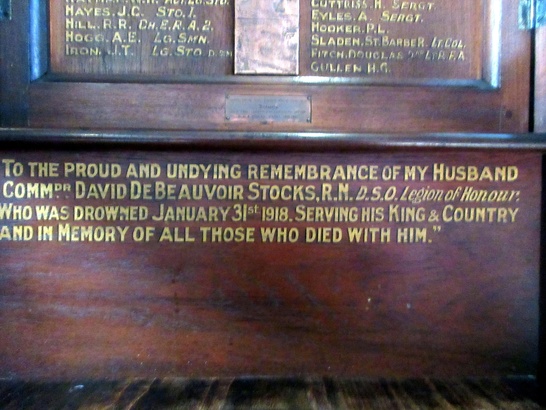 HAYES, J.C. STO. 1.
HILL, R.R. CH. E.R.A. 2.
HOGG, A.E. LG. SMN.
IRON, J.T. LG. STO
EYLES, A SERGT.
HOOKER, P.L.
SLADEN, ST. BARBE R. LT. COL.
FITCH, DOUGLAS 2ND LT. R.F.A.
CULLEN H.G.
TO THE PROUD AND UNDYING REMEMBRANCE OF MY HUSBAND
COMMDR DAVID DE BEAUVOIR STOCKS, R.N. D.S.O. Legion of Honour.
WHO WAS DROWNED JANUARY 31st 1918. SERVING HIS KING & COUNTRY
AND IN MEMORY OF ALL THOSE WHO DIED WITH HIM."